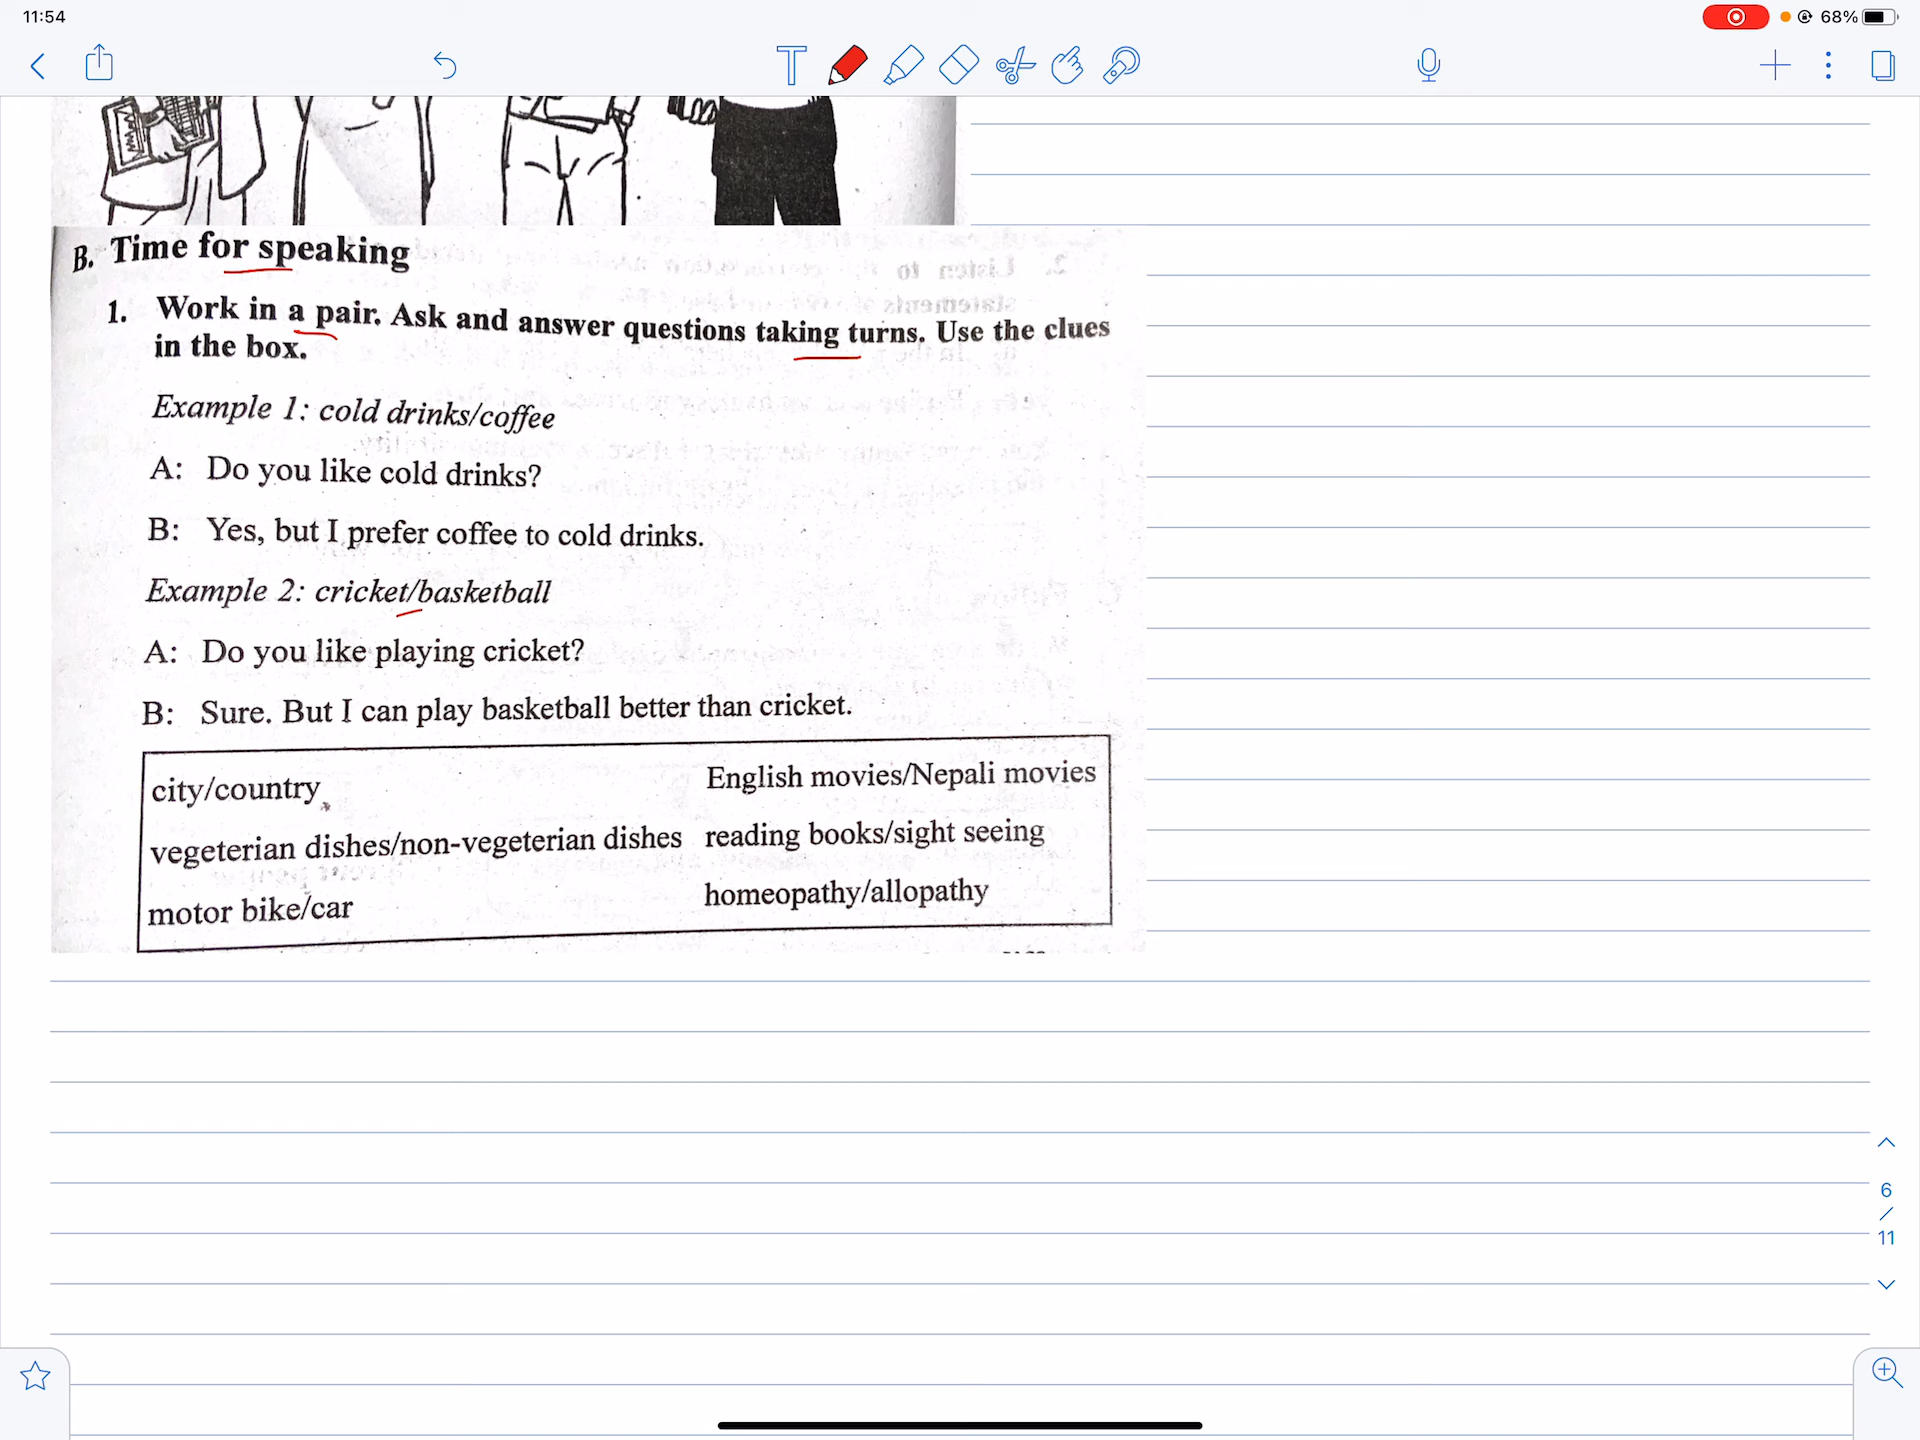 11:54
68%
B. Time for speaking
1. Work in a pair. Ask and answer questions taking turns. Use the clues
in the box.
Example 1: cold drinks/coffee
A: Do you like cold drinks?
B: Yes, but I prefer coffee to cold drinks.
Example 2: cricket/basketball
A: Do you like playing cricket?
B: Sure. But I can play basketball better than cricket.
city/country
English movies/Nepali movies
vegeterian dishes/non-vegeterian dishes
reading books/sight seeing
motor bike/car
homeopathy/allopathy
6
/
11